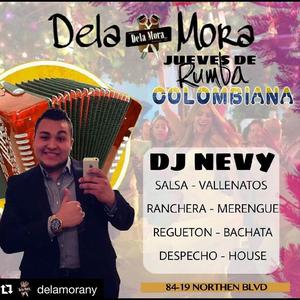 Dela Mora
Dela Mora
JUEVES DE
Rumba
COLOMBIANA
DJ NEVY
SALSA - VALLENATOS
RANCHERA - MERENGUE
REGUETON - BACHATA
DESPECHO - HOUSE
84-19 NORTHEN BLVD
delamorany